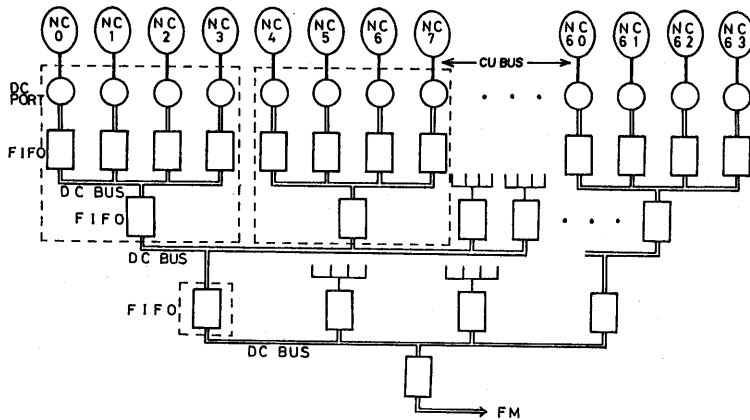 NC 0 NC 1 NC 2 NC 3 NC 4 NC 5 NC 6 NC 7 NC 60 NC 61 NC 62 NC 63
CU BUS
DC PORT
FIFO
DC BUS
FIFO
DC BUS
FIFO
DC BUS
FM